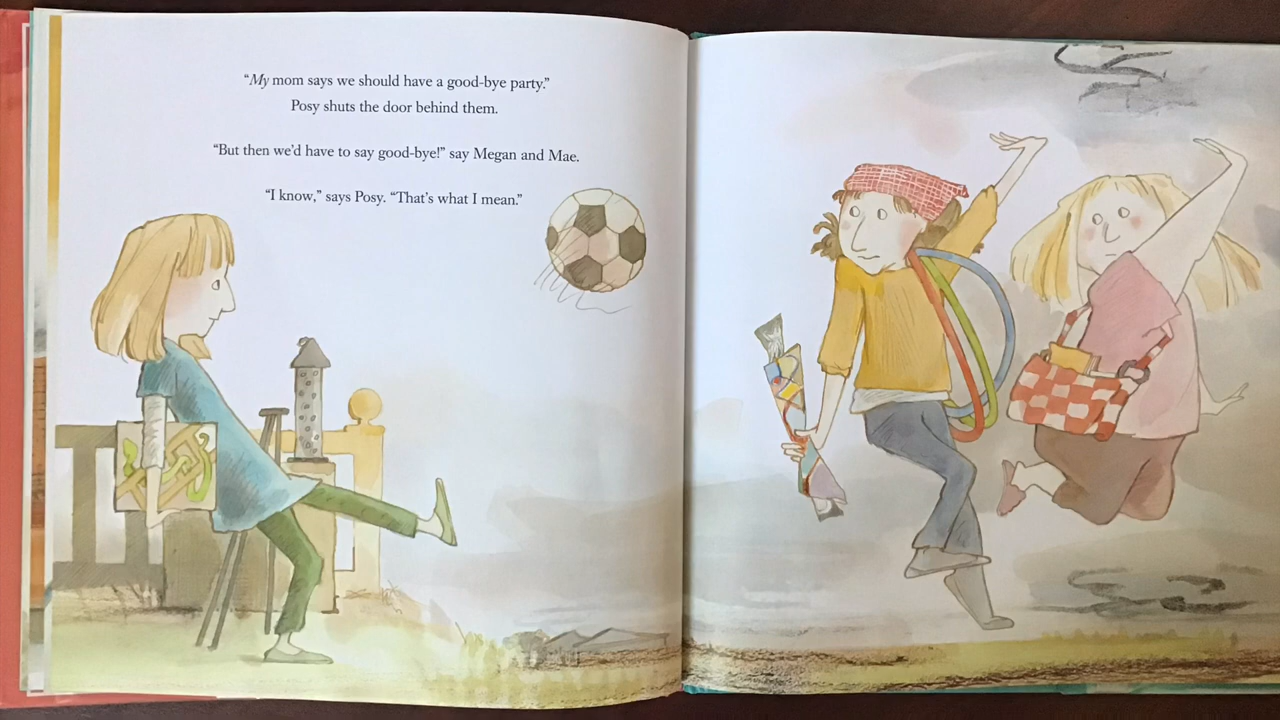 “My mom says we should have a good-bye party.”
Posy shuts the door behind them.
“But then we’d have to say good-bye!” say Megan and Mae.
“I know,” says Posy. “That’s what I mean.”